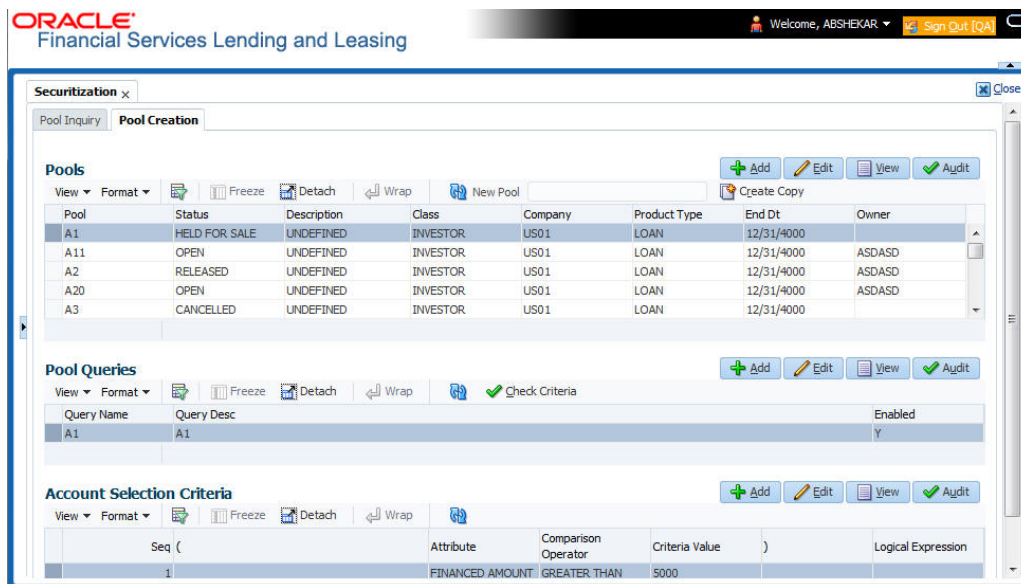 ORACLE®
Financial Services Lending and Leasing
Welcome, ABSHEKAR
Sign Out [QA]
Securitization x
Close
Pool Inquiry Pool Creation
Pools
Add Edit View Audit
View Format Freeze Detach Wrap New Pool Create Copy
Pool Status Description Class Company Product Type End Dt Owner
A1 HELD FOR SALE UNDEFINED INVESTOR US01 LOAN 12/31/4000
A11 OPEN UNDEFINED INVESTOR US01 LOAN 12/31/4000 ASDASD
A2 RELEASED UNDEFINED INVESTOR US01 LOAN 12/31/4000 ASDASD
A20 OPEN UNDEFINED INVESTOR US01 LOAN 12/31/4000 ASDASD
A3 CANCELLED UNDEFINED INVESTOR US01 LOAN 12/31/4000
Pool Queries
Add Edit View Audit
View Format Freeze Detach Wrap Check Criteria
Query Name Query Desc Enabled
A1 A1 Y
Account Selection Criteria
Add Edit View Audit
View Format Freeze Detach Wrap
Seq ( Attribute Comparison Operator Criteria Value ) Logical Expression
1 FINANCED AMOUNT GREATER THAN 5000